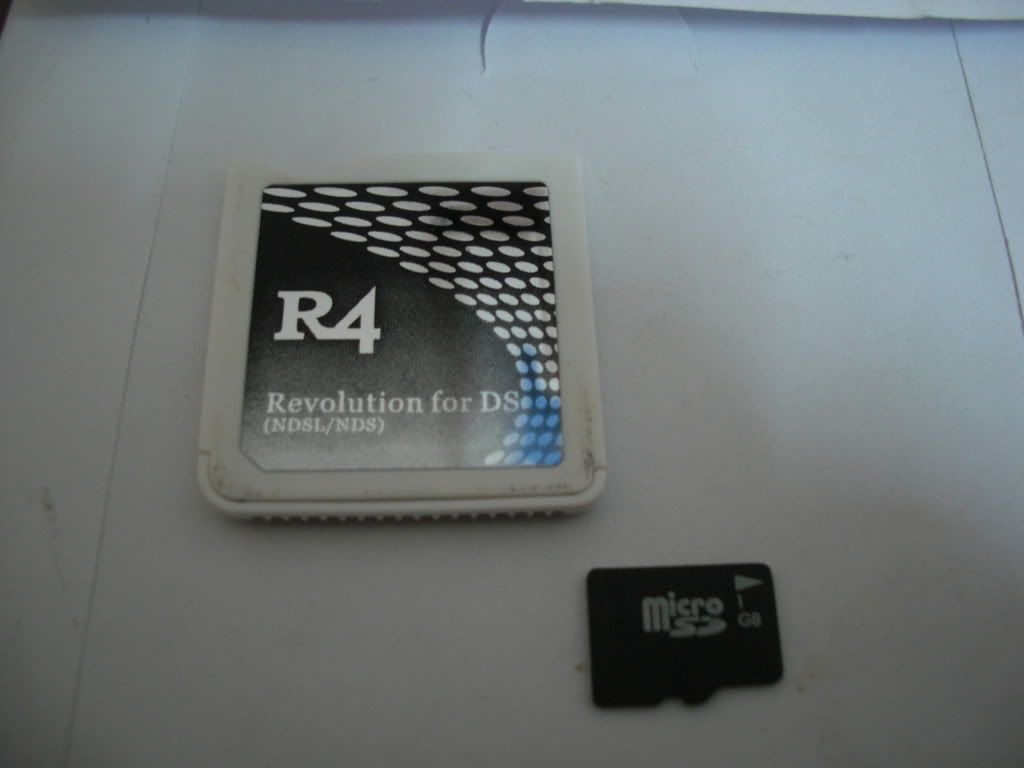 R4
Revolution for DS
(NDSL/NDS)
Micro
SD
1
GB